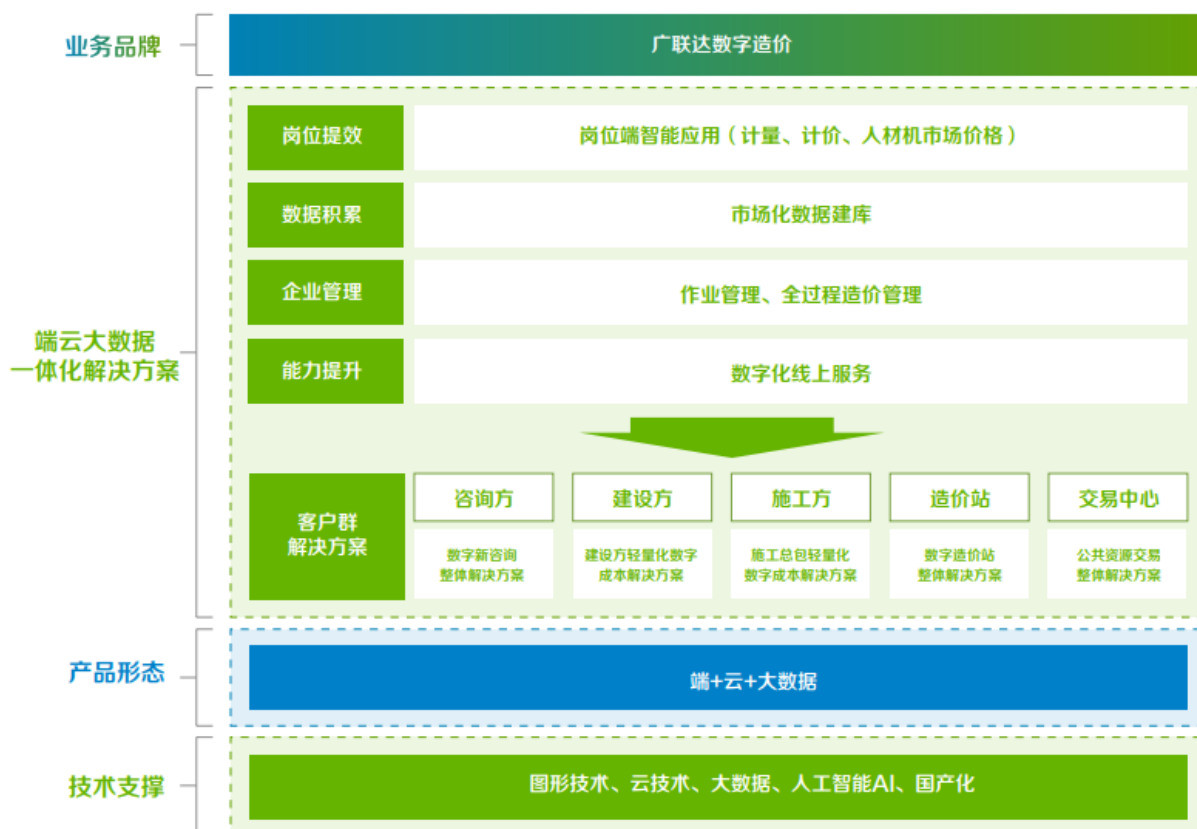 业务品牌
广联达数字造价
端云大数据
一体化解决方案
岗位提效
岗位端智能应用（计量、计价、人材机市场价格）
数据积累
市场化数据建库
企业管理
作业管理、全过程造价管理
能力提升
数字化线上服务
客户群
解决方案
咨询方
建设方
施工方
造价站
交易中心
数字新咨询
整体解决方案
建设方轻量化数字
成本解决方案
施工总包轻量化
数字成本解决方案
数字造价站
整体解决方案
公共资源交易
整体解决方案
产品形态
端+云+大数据
技术支撑
图形技术、云技术、大数据、人工智能AI、国产化